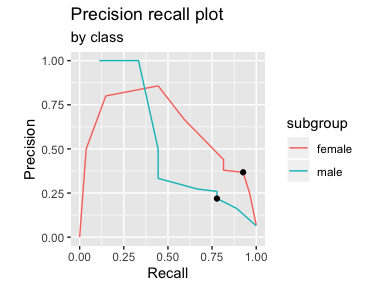 Precision recall plot
by class
1.00
0.75
0.50
0.25
0.00
Precision
0.00
0.25
0.50
0.75
1.00
Recall
subgroup
female
male